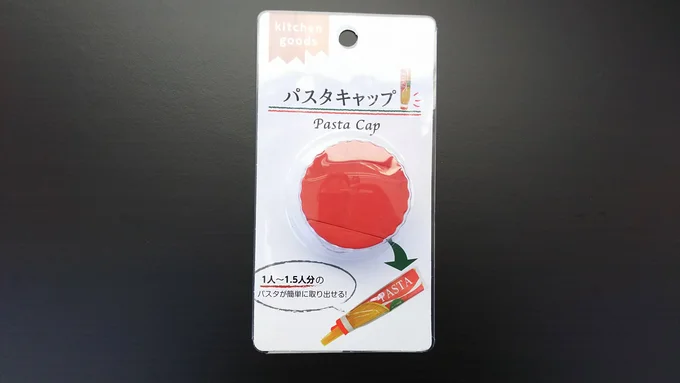 kitchen
goods
パスタキャップ
Pasta Cap
1人～1.5人分の
パスタが簡単に取り出せる!
PASTA